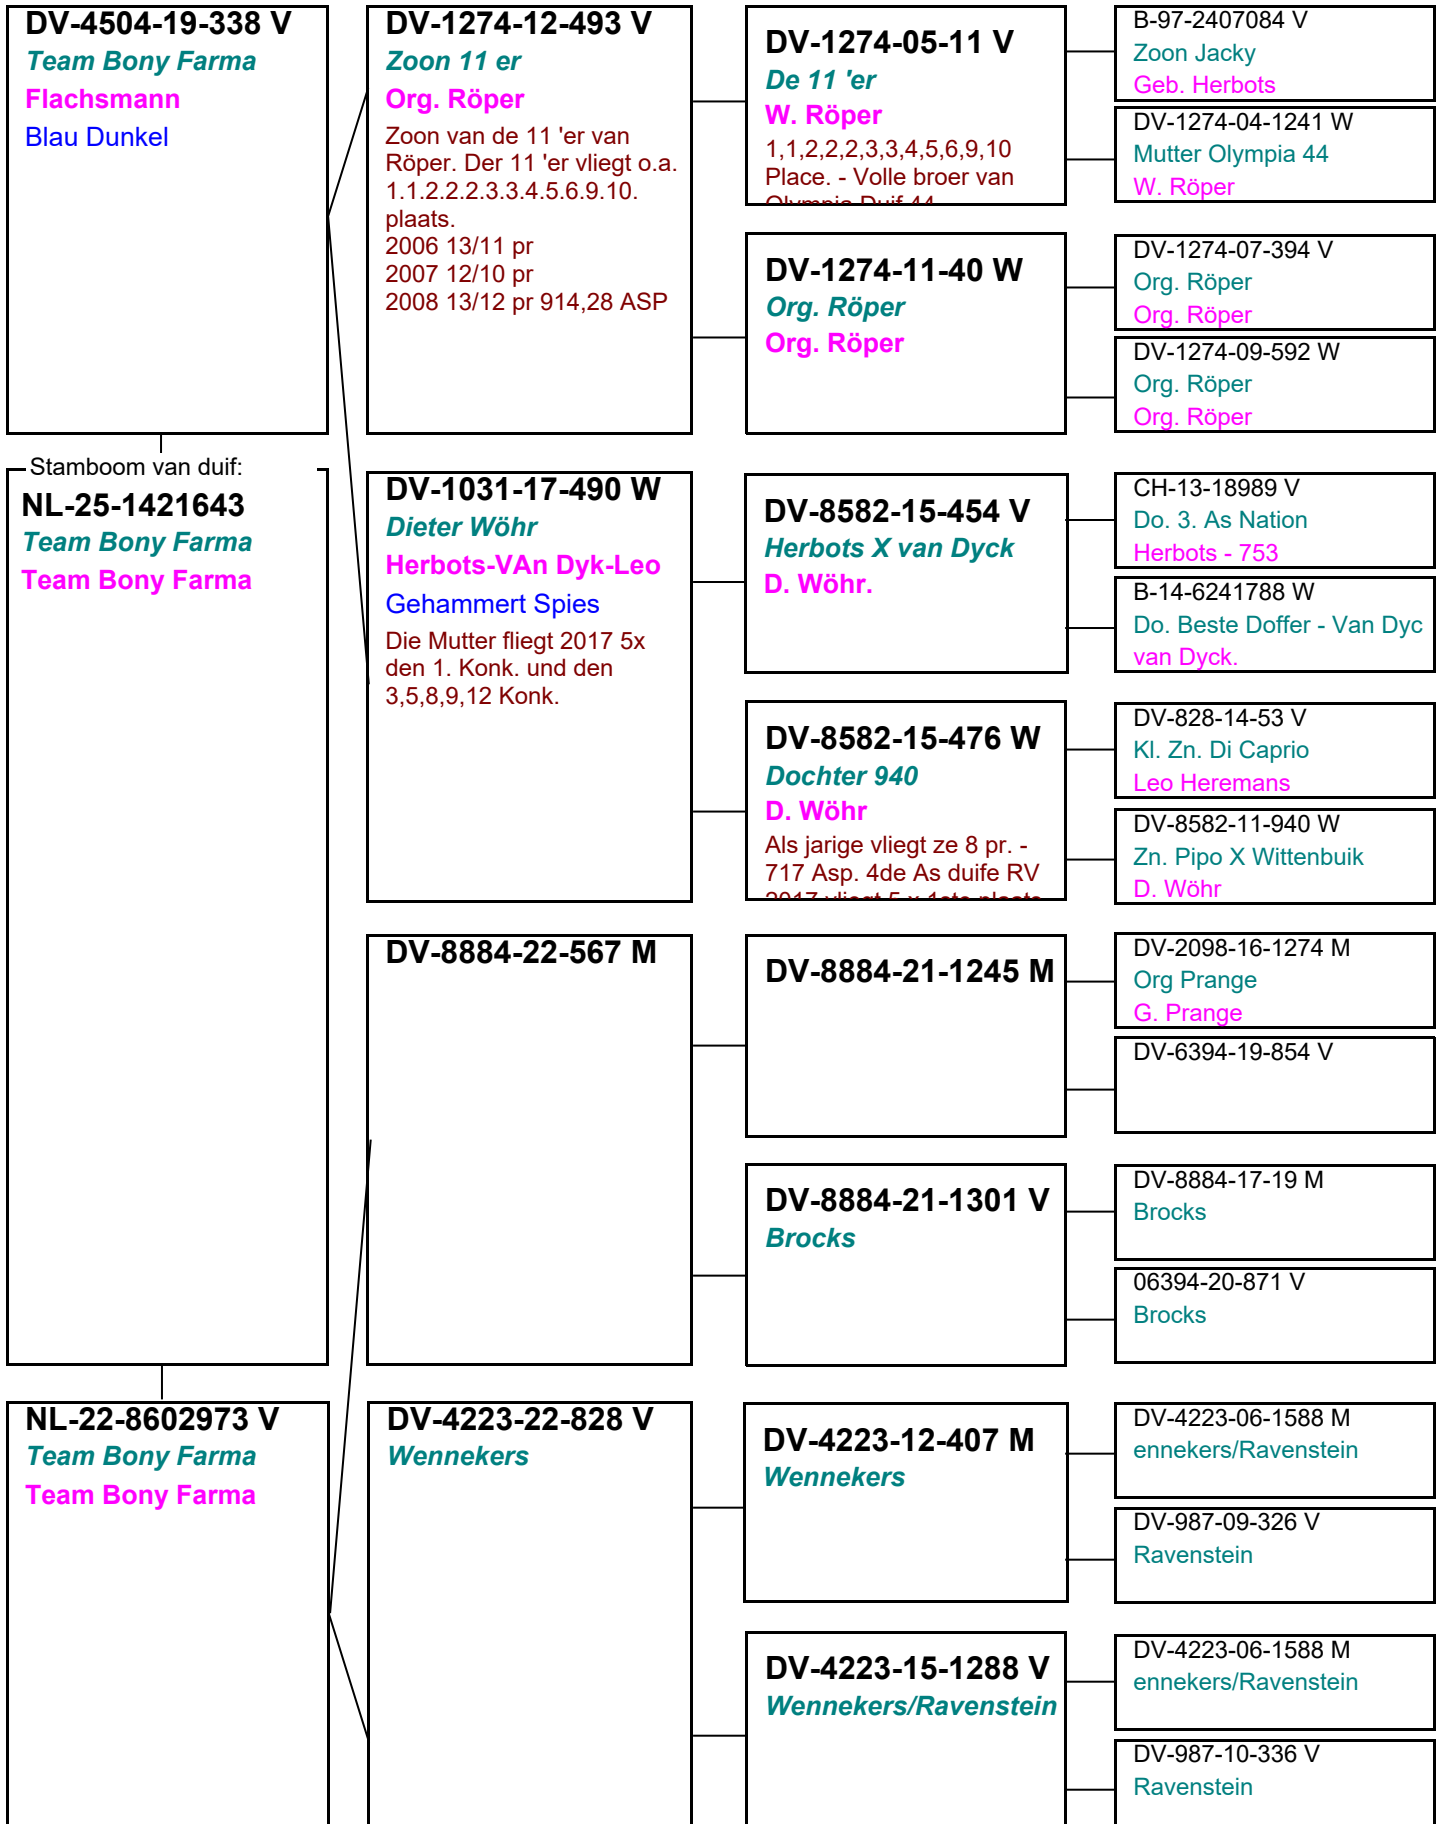 DV-4504-19-338 V
Team Bony Farma
Flachsmann
Blau Dunkel
Stamboom van duif:
NL-25-1421643
Team Bony Farma
Team Bony Farma
NL-22-8602973 V
Team Bony Farma
Team Bony Farma
DV-1274-12-493 V
Zoon 11 er
Org. Röper
Zoon van de 11 'er van
Röper. Der 11 'er vliegt o.a.
1.1.2.2.2.3.3.4.5.6.9.10.
plaats.
2006 13/11 pr
2007 12/10 pr
2008 13/12 pr 914,28 ASP
DV-1031-17-490 W
Dieter Wöhr
Herbots-VAn Dyk-Leo
Gehammert Spies
Die Mutter fliegt 2017 5x
den 1. Konk. und den
3,5,8,9,12 Konk.
DV-8884-22-567 M
DV-4223-22-828 V
Wennekers
DV-1274-05-11 V
De 11 'er
W. Röper
1,1,2,2,2,3,3,4,5,6,9,10
Place. - Volle broer van
Olympia Duif 44
DV-1274-11-40 W
Org. Röper
Org. Röper
DV-8582-15-454 V
Herbots X van Dyck
D. Wöhr.
DV-8582-15-476 W
Dochter 940
D. Wöhr
Als jarige vliegt ze 8 pr. -
717 Asp. 4de As duife RV
2017 vliegt 5 x 1ste plaats
DV-8884-21-1245 M
DV-8884-21-1301 V
Brocks
DV-4223-12-407 M
Wennekers
DV-4223-15-1288 V
Wennekers/Ravenstein
B-97-2407084 V
Zoon Jacky
Geb. Herbots
DV-1274-04-1241 W
Mutter Olympia 44
W. Röper
DV-1274-07-394 V
Org. Röper
Org. Röper
DV-1274-09-592 W
Org. Röper
Org. Röper
CH-13-18989 V
Do. 3. As Nation
Herbots - 753
B-14-6241788 W
Do. Beste Doffer - Van Dyc
van Dyck.
DV-828-14-53 V
Kl. Zn. Di Caprio
Leo Heremans
DV-8582-11-940 W
Zn. Pipo X Wittenbuik
D. Wöhr
DV-2098-16-1274 M
Org Prange
G. Prange
DV-6394-19-854 V
DV-8884-17-19 M
Brocks
06394-20-871 V
Brocks
DV-4223-06-1588 M
ennekers/Ravenstein
DV-987-09-326 V
Ravenstein
DV-4223-06-1588 M
ennekers/Ravenstein
DV-987-10-336 V
Ravenstein